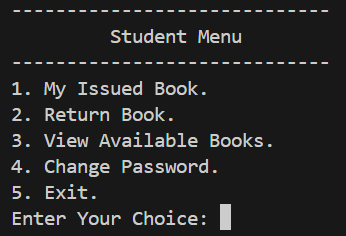 -----------------------------
Student Menu
-----------------------------
1. My Issued Book.
2. Return Book.
3. View Available Books.
4. Change Password.
5. Exit.
Enter Your Choice: